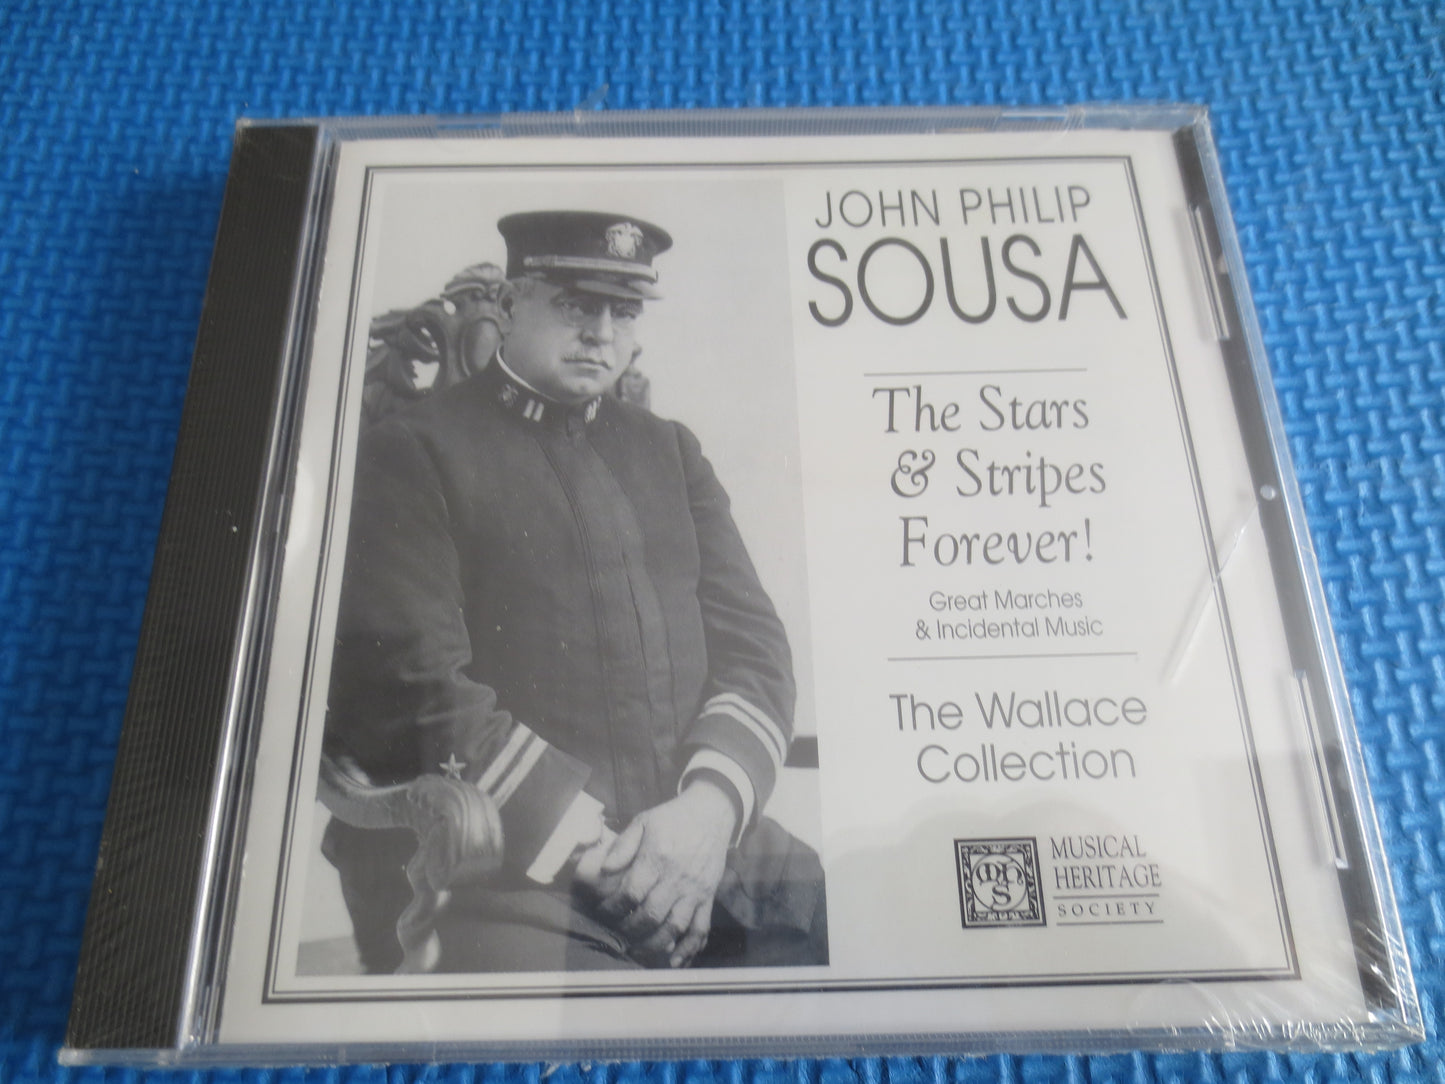 JOHN PHILIP
SOUSA
The Stars
& Stripes
Forever!
Great Marches
& Incidental Music
The Wallace
Collection
MUSICAL
HERITAGE
SOCIETY